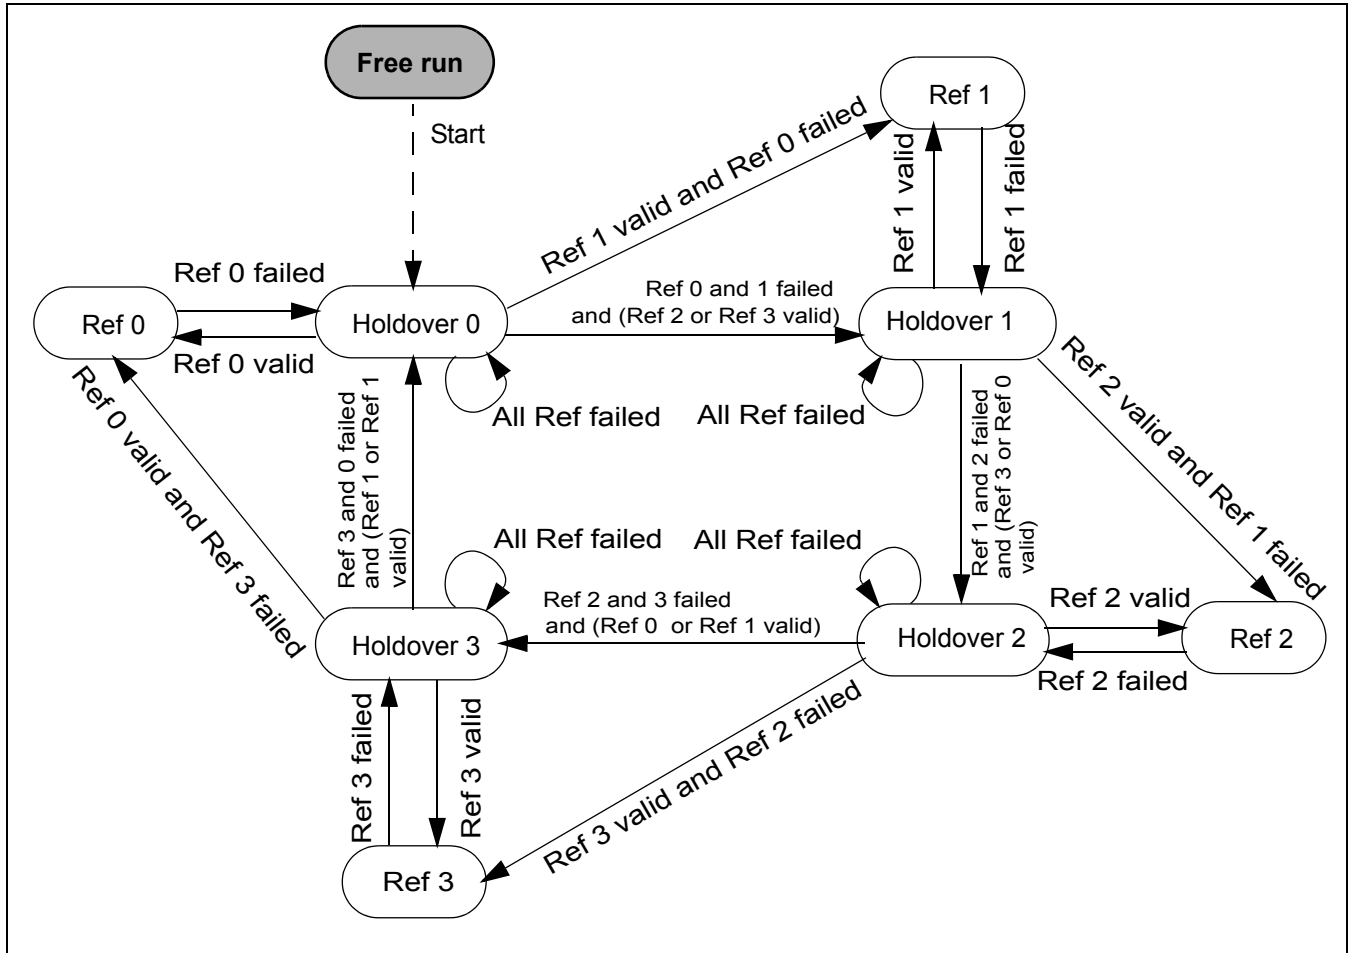 Free run
Start
Ref 1
Ref 1 valid and Ref 0 failed
Ref 1 valid
Ref 1 failed
Ref 0 failed
Ref 0
Holdover 0
Ref 0 valid
Ref 0 and 1 failed
and (Ref 2 or Ref 3 valid)
Holdover 1
All Ref failed
All Ref failed
Ref 0 valid and Ref 3 failed
Ref 3 and 0 failed
and (Ref 1 or Ref 1
valid)
Ref 1 and 2 failed
and (Ref 3 or Ref 0
valid)
Ref 2 valid and Ref 1 failed
All Ref failed
All Ref failed
Ref 2 and 3 failed
and (Ref 0 or Ref 1 valid)
Holdover 3
Holdover 2
Ref 2 valid
Ref 2
Ref 2 failed
Ref 3 failed
Ref 3 valid
Ref 3 valid and Ref 2 failed
Ref 3